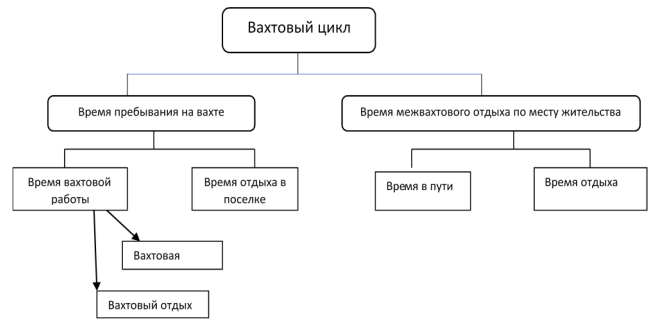 Вахтовый цикл
Время пребывания на вахте
Время межвахтового отдыха по месту жительства
Время вахтовой
работы
Время отдыха в
поселке
Время в пути
Время отдыха
Вахтовая
Вахтовый отдых